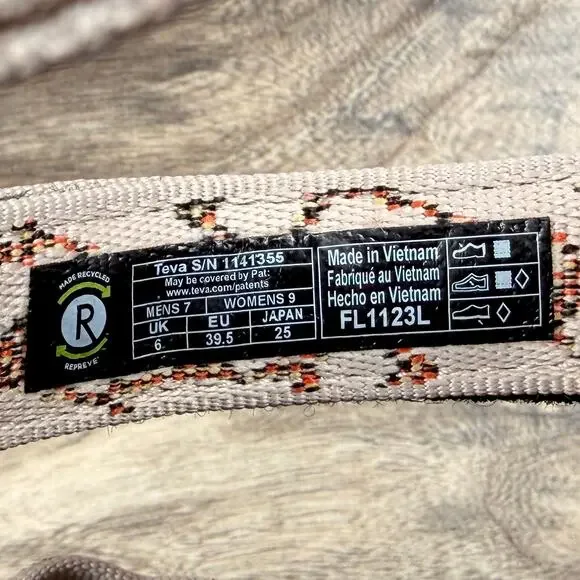 MADE RECYCLED
R
REPREVE
Teva S/N 1141355
May be covered by Pat:
www.teva.com/patents
MENS 7 WOMENS 9
UK EU JAPAN
6 39.5 25
Made in Vietnam
Fabriqué au Vietnam
Hecho en Vietnam
FL1123L